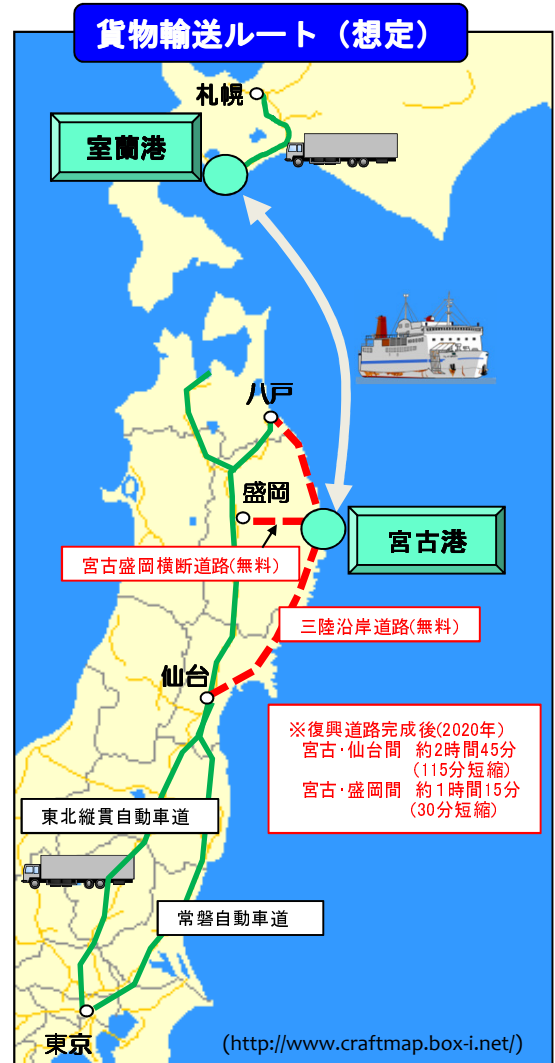 貨物輸送ルート（想定）
札幌
室蘭港
八戸
盛岡
宮古港
宮古盛岡横断道路(無料)
三陸沿岸道路(無料)
仙台
※復興道路完成後(2020年)
宮古・仙台間 約2時間45分
(115分短縮)
宮古・盛岡間 約１時間15分
(30分短縮)
東北縦貫自動車道
常磐自動車道
東京
(http://www.craftmap.box-i.net/)